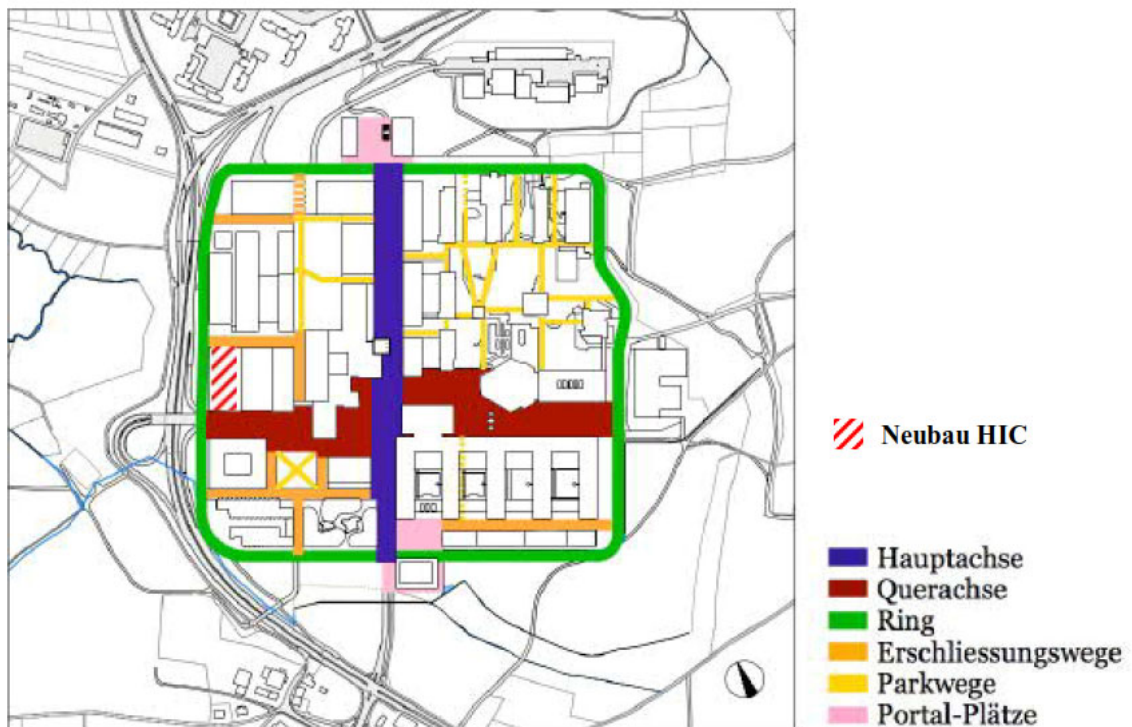 Neubau HIC
Hauptachse
Querachse
Ring
Erschliessungswege
Parkwege
Portal-Plätze